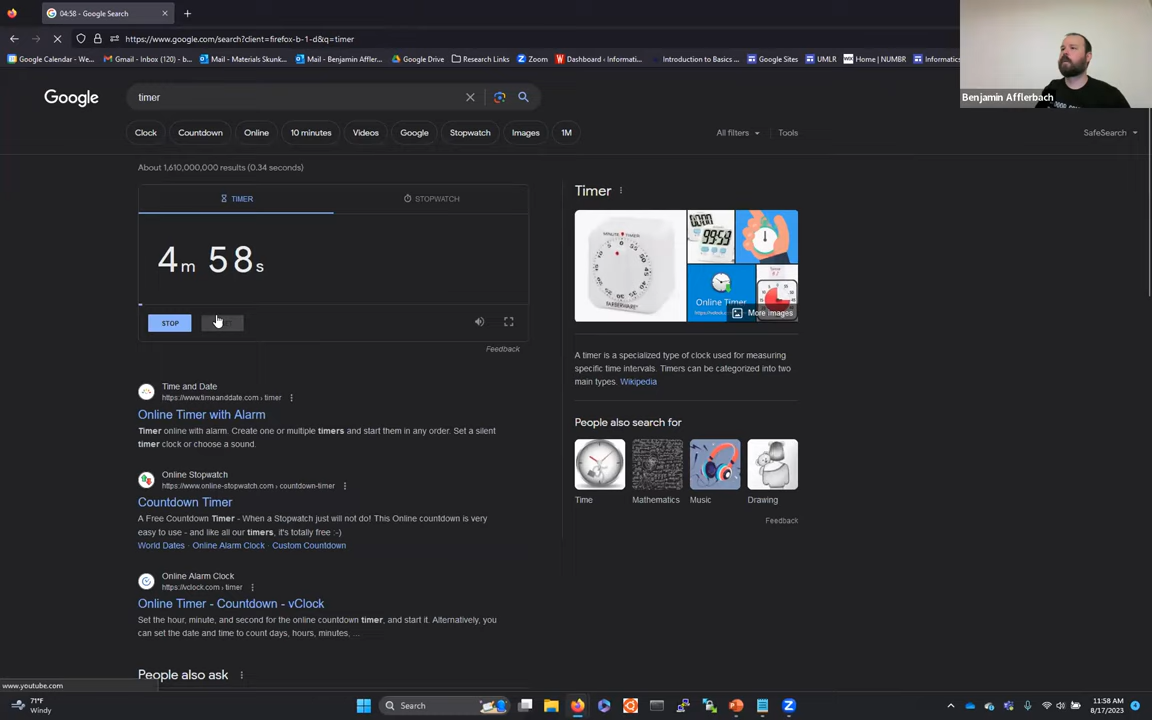 04:58 - Google Search
https://www.google.com/search?client=firefox-b-1-d&q=timer
Google Calendar - We...
Gmail - Inbox (120) - b...
Mail - Materials Skunk...
Mail - Benjamin Affler...
Google Drive
Research Links
Zoom
Dashboard ‹ Informati...
Introduction to Basics ...
Google Sites
UMLR
WIX Home | NUMBR
Informatics
Benjamin Afflerbach
Google
timer
Clock
Countdown
Online
10 minutes
Videos
Google
Stopwatch
Images
1M
All filters
Tools
SafeSearch
About 1,610,000,000 results (0.34 seconds)
TIMER
STOPWATCH
4m 58s
STOP
Feedback
Time and Date
https://www.timeanddate.com › timer
Online Timer with Alarm
Timer online with alarm. Create one or multiple timers and start them in any order. Set a silent
timer clock or choose a sound.
Online Stopwatch
https://www.online-stopwatch.com › countdown-timer
Countdown Timer
A Free Countdown Timer - When a Stopwatch just will not do! This Online countdown is very
easy to use - and like all our timers, it's totally free :-)
World Dates · Online Alarm Clock · Custom Countdown
Online Alarm Clock
https://vclock.com › timer
Online Timer - Countdown - vClock
Set the hour, minute, and second for the online countdown timer, and start it. Alternatively, you
can set the date and time to count days, hours, minutes, ...
People also ask
Timer
Online Timer
More images
A timer is a specialized type of clock used for measuring
specific time intervals. Timers can be categorized into two
main types. Wikipedia
People also search for
Time
Mathematics
Music
Drawing
Feedback
www.youtube.com
71°F
Windy
Search
11:58 AM
8/17/2023